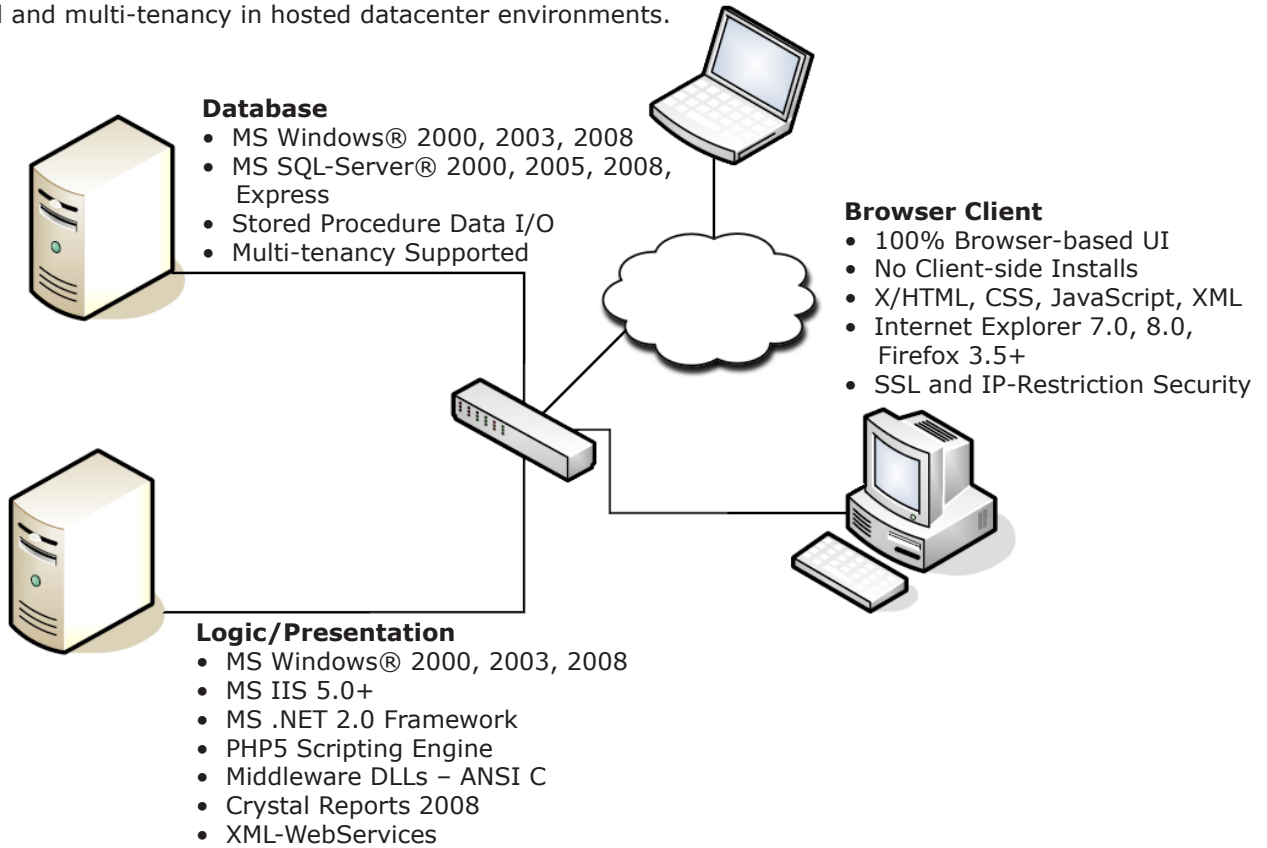 and multi-tenancy in hosted datacenter environments.
Database
• MS Windows® 2000, 2003, 2008
• MS SQL-Server® 2000, 2005, 2008,
Express
• Stored Procedure Data I/O
• Multi-tenancy Supported
Browser Client
• 100% Browser-based UI
• No Client-side Installs
• X/HTML, CSS, JavaScript, XML
• Internet Explorer 7.0, 8.0,
Firefox 3.5+
• SSL and IP-Restriction Security
Logic/Presentation
• MS Windows® 2000, 2003, 2008
• MS IIS 5.0+
• MS .NET 2.0 Framework
• PHP5 Scripting Engine
• Middleware DLLs – ANSI C
• Crystal Reports 2008
• XML-WebServices